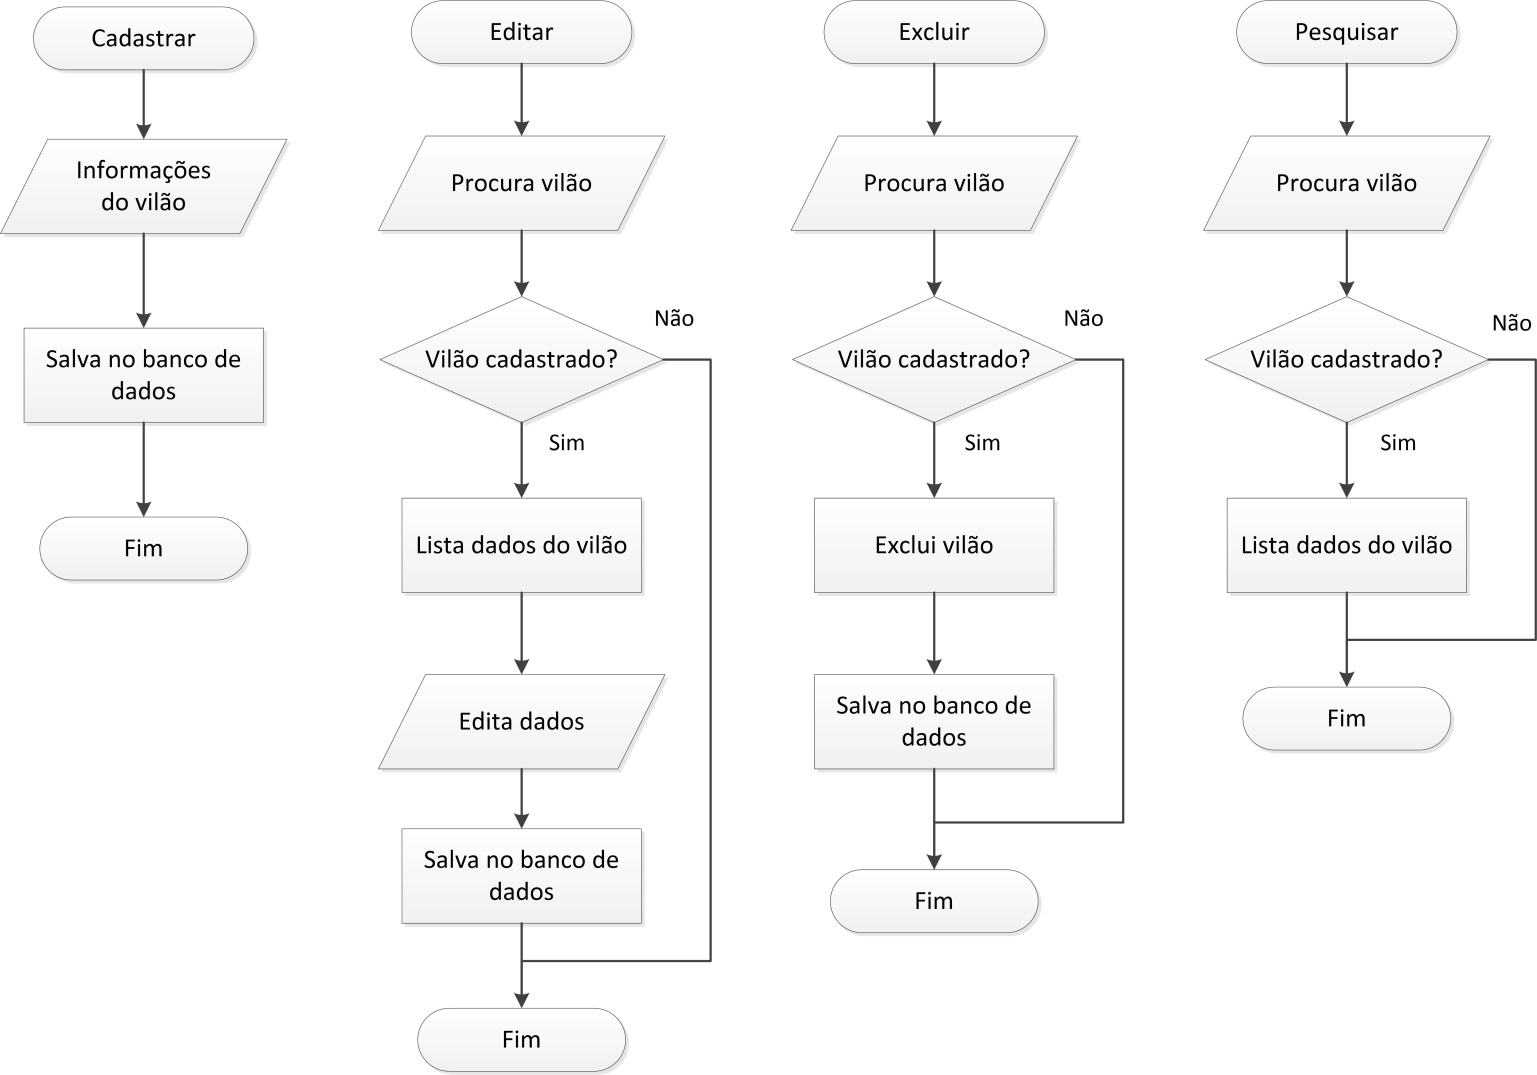 Cadastrar
Informações
do vilão
Salva no banco de
dados
Fim
Editar
Procura vilão
Vilão cadastrado?
Não
Sim
Lista dados do vilão
Edita dados
Salva no banco de
dados
Fim
Excluir
Procura vilão
Vilão cadastrado?
Não
Sim
Exclui vilão
Salva no banco de
dados
Fim
Pesquisar
Procura vilão
Vilão cadastrado?
Não
Sim
Lista dados do vilão
Fim